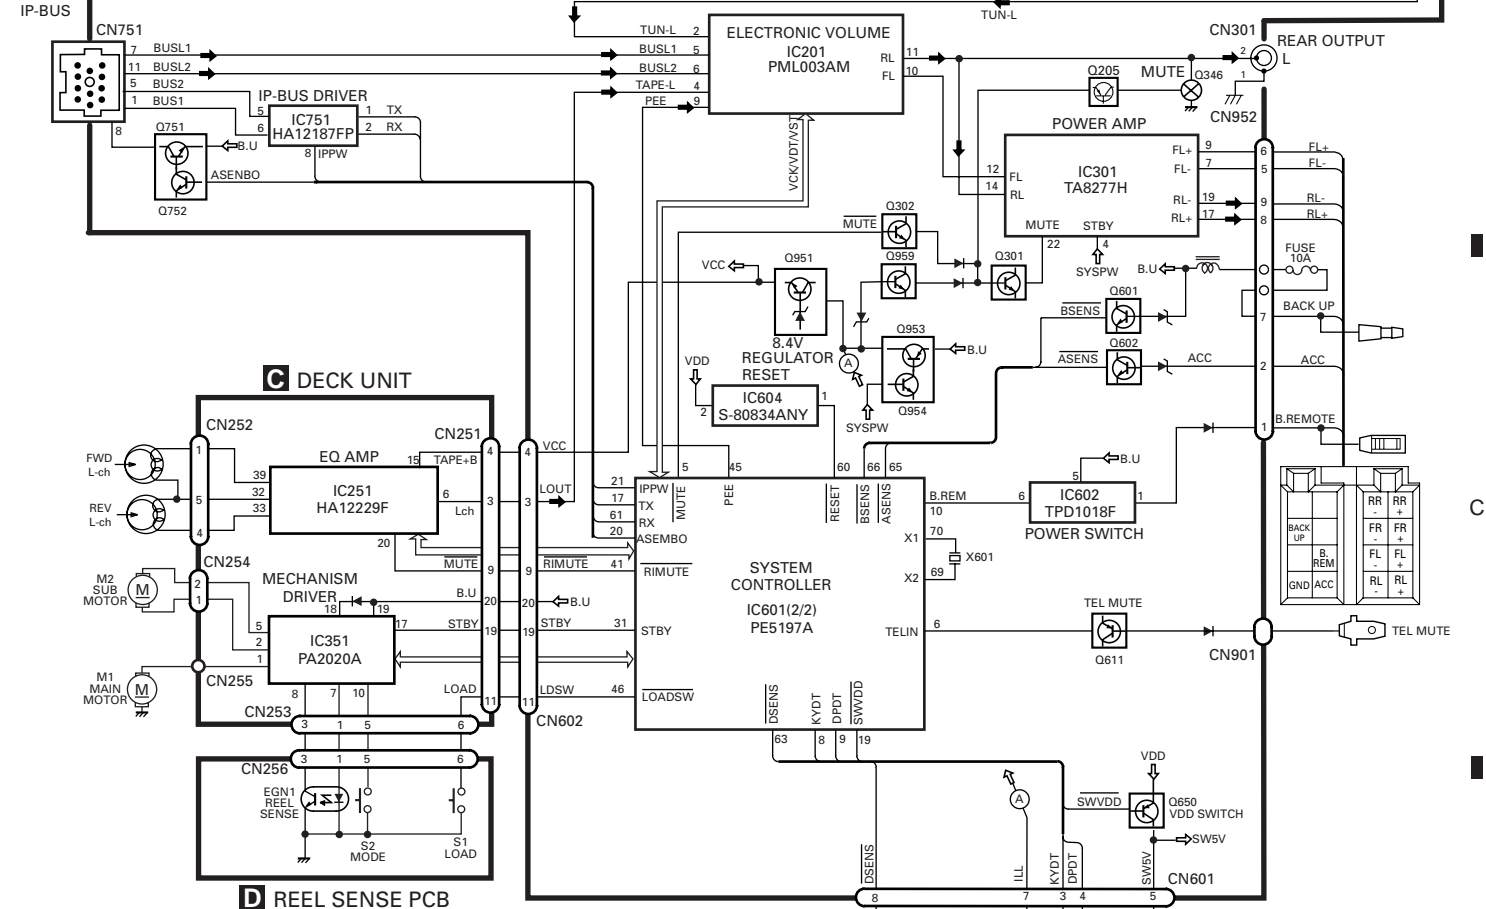 IP-BUS
CN751
7 BUSL1
11 BUSL2
5 BUS2
1 BUS1
8
IP-BUS DRIVER
IC751
HA12187FP
5
6
1 TX
2 RX
8 IPPW
Q751
B.U
ASENBO
Q752
TUN-L
TUN-L 2
BUSL1 5
BUSL2 6
TAPE-L 4
PEE 9
ELECTRONIC VOLUME
IC201
PML003AM
RL 11
FL 10
VCK/VDT/VST
CN301
REAR OUTPUT
2
L
1
MUTE
Q205
Q346
CN952
POWER AMP
IC301
TA8277H
12 FL
14 RL
FL+ 9
FL- 7
RL- 19
RL+ 17
MUTE
22
STBY
4
SYSPW
6 FL+
5 FL-
9 RL-
8 RL+
FUSE
10A
B.U
7 BACK UP
2 ACC
1 B.REMOTE
MUTE
Q302
Q959
Q301
VCC
Q951
8.4V
REGULATOR
Q953
B.U
A
Q954
SYSPW
BSENS
Q601
ASENS
Q602
ACC
VDD
RESET
IC604
S-80834ANY
2
1
C DECK UNIT
CN252
FWD
L-ch
REV
L-ch
1
5
4
EQ AMP
IC251
HA12229F
39
32
33
15 TAPE+B
6
Lch
20
CN251
4 4 VCC
3 3 LOUT
MUTE 9 9 RIMUTE 41
B.U 20 20 B.U
STBY 19 19 STBY 31
LOAD 11 11 LDSW 46
CN602
CN254
M2
SUB
MOTOR
M
2
1
MECHANISM
DRIVER
18
19
IC351
PA2020A
5
2
1
17
8
7
10
CN255
M1
MAIN
MOTOR
M
CN253
3 1 5 6
CN256
3 1 5 6
EGN1
REEL
SENSE
S2
MODE
S1
LOAD
D REEL SENSE PCB
21 IPPW
17 TX
61 RX
20 ASEMBO
RIMUTE
STBY
LOADSW
5 MUTE
45 PEE
60 RESET
66 BSENS
65 ASENS
SYSTEM
CONTROLLER
IC601(2/2)
PE5197A
B.REM
10
X1 70
X2 69
X601
TELIN 6
DSENS 63
KYDT 8
DPDT 9
SWVDD 19
6
IC602
TPD1018F
POWER SWITCH
5
B.U
1
TEL MUTE
Q611
CN901
TEL MUTE
BACK
UP
B.
REM
GND ACC
RR
-
RR
+
FR
-
FR
+
FL
-
FL
+
RL
-
RL
+
C
A
SWVDD
VDD
Q650
VDD SWITCH
SW5V
DSENS
ILL
KYDT
DPDT
SW5V
CN601
8 7 3 4 5